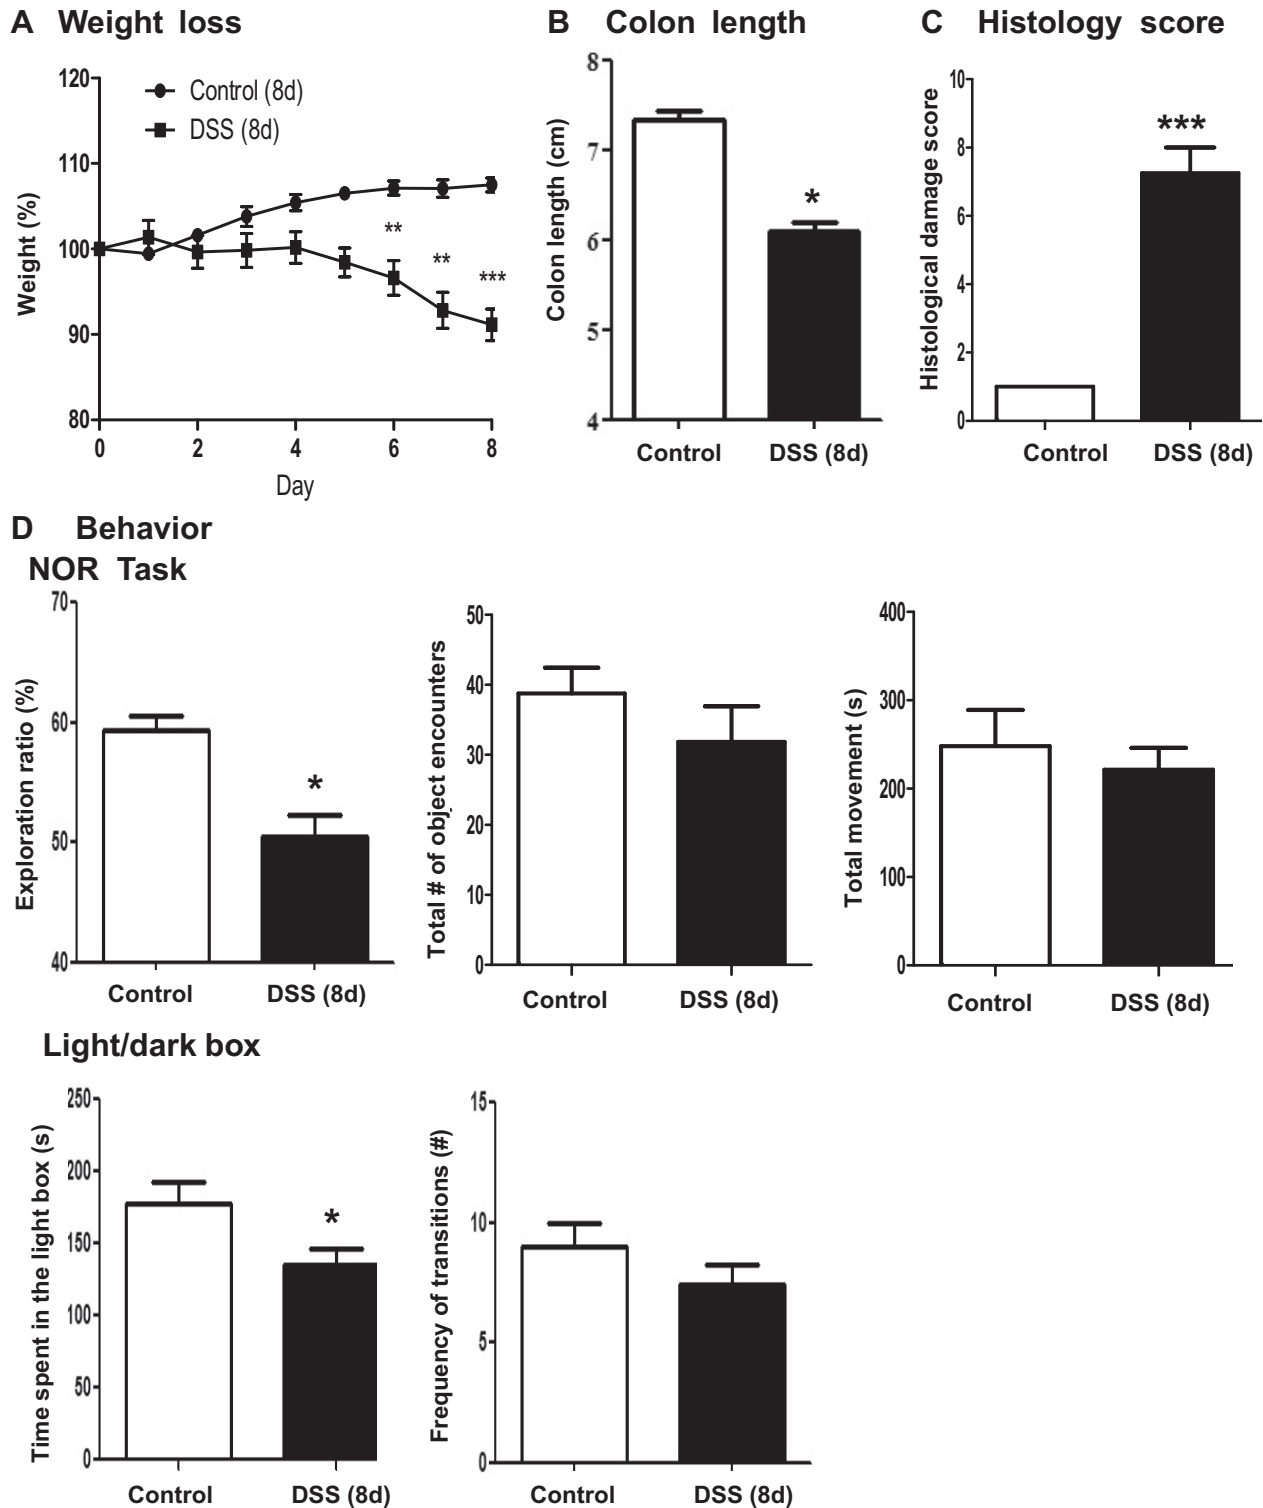 A Weight loss
120
110
100
90
80
Weight (%)
Control (8d)
DSS (8d)
**
**
***
0 2 4 6 8
Day
B Colon length
8
7
6
5
4
Colon length (cm)
*
Control DSS (8d)
C Histology score
10
8
6
4
2
0
Histological damage score
***
Control DSS (8d)
D Behavior
NOR Task
70
60
50
40
Exploration ratio (%)
*
Control DSS (8d)
50
40
30
20
10
0
Total # of object encounters
Control DSS (8d)
400
300
200
100
0
Total movement (s)
Control DSS (8d)
Light/dark box
250
200
150
100
50
0
Time spent in the light box (s)
*
Control DSS (8d)
15
10
5
0
Frequency of transitions (#)
Control DSS (8d)